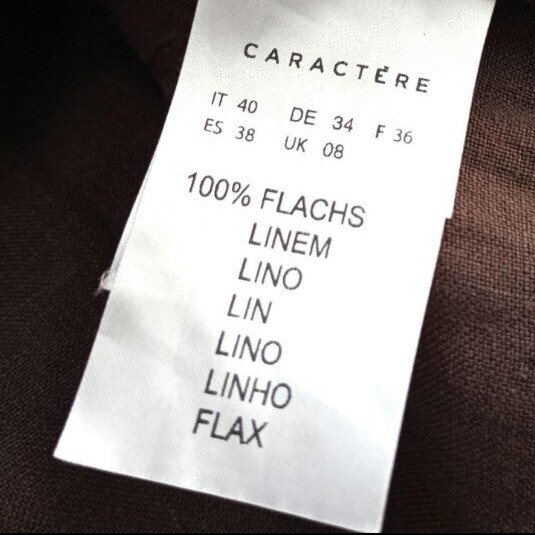 CARACTÈRE
IT 40 DE 34 F 36
ES 38 UK 08
100% FLACHS
LINEM
LINO
LIN
LINO
LINHO
FLAX